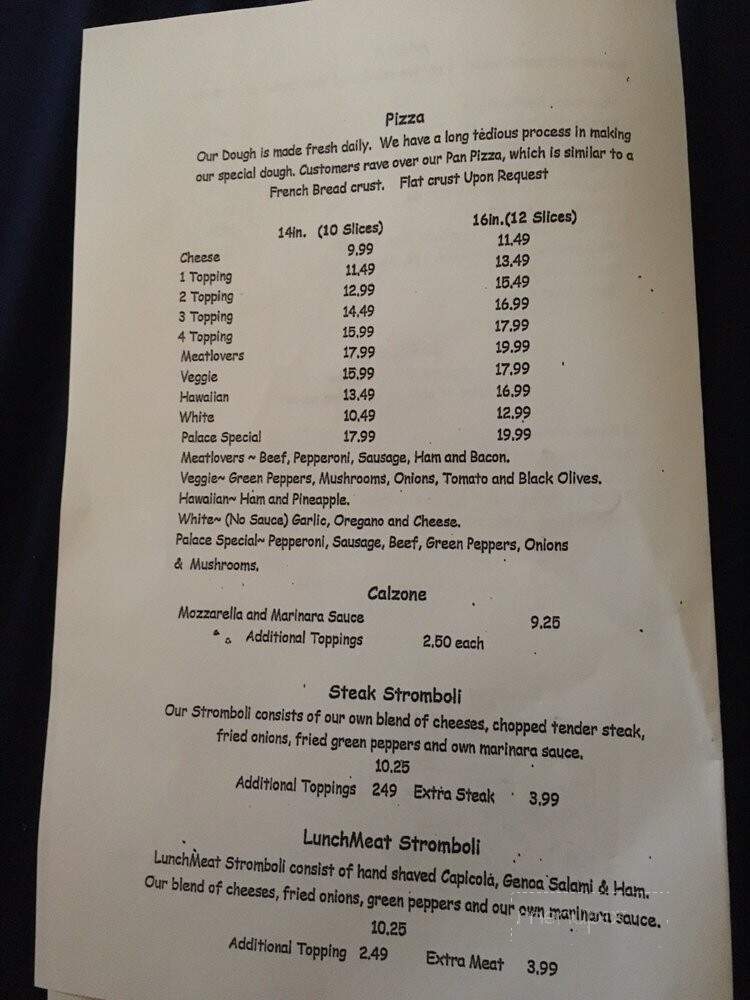 Pizza
Our Dough is made fresh daily. We have a long tedious process in making
our special dough. Customers rave over our Pan Pizza, which is similar to a
French Bread crust. Flat crust Upon Request
14in. (10 Slices) 16in.(12 Slices)
Cheese 9.99 11.49
1 Topping 11.49 13.49
2 Topping 12.99 15.49
3 Topping 14.49 16.99
4 Topping 15.99 17.99
Meatlovers 17.99 19.99
Veggie 15.99 17.99
Hawaiian 13.49 16.99
White 10.49 12.99
Palace Special 17.99 19.99
Meatlovers ~ Beef, Pepperoni, Sausage, Ham and Bacon.
Veggie~ Green Peppers, Mushrooms, Onions, Tomato and Black Olives.
Hawaiian~ Ham and Pineapple.
White~ (No Sauce) Garlic, Oregano and Cheese.
Palace Special~ Pepperoni, Sausage, Beef, Green Peppers, Onions
& Mushrooms.
Calzone
Mozzarella and Marinara Sauce 9.25
Additional Toppings 2.50 each
Steak Stromboli
Our Stromboli consists of our own blend of cheeses, chopped tender steak,
fried onions, fried green peppers and own marinara sauce.
10.25
Additional Toppings 249 Extra Steak 3.99
LunchMeat Stromboli
LunchMeat Stromboli consist of hand shaved Capicola, Genoa Salami & Ham.
Our blend of cheeses, fried onions, green peppers and our own marinara sauce.
10.25
Additional Topping 2.49 Extra Meat 3.99